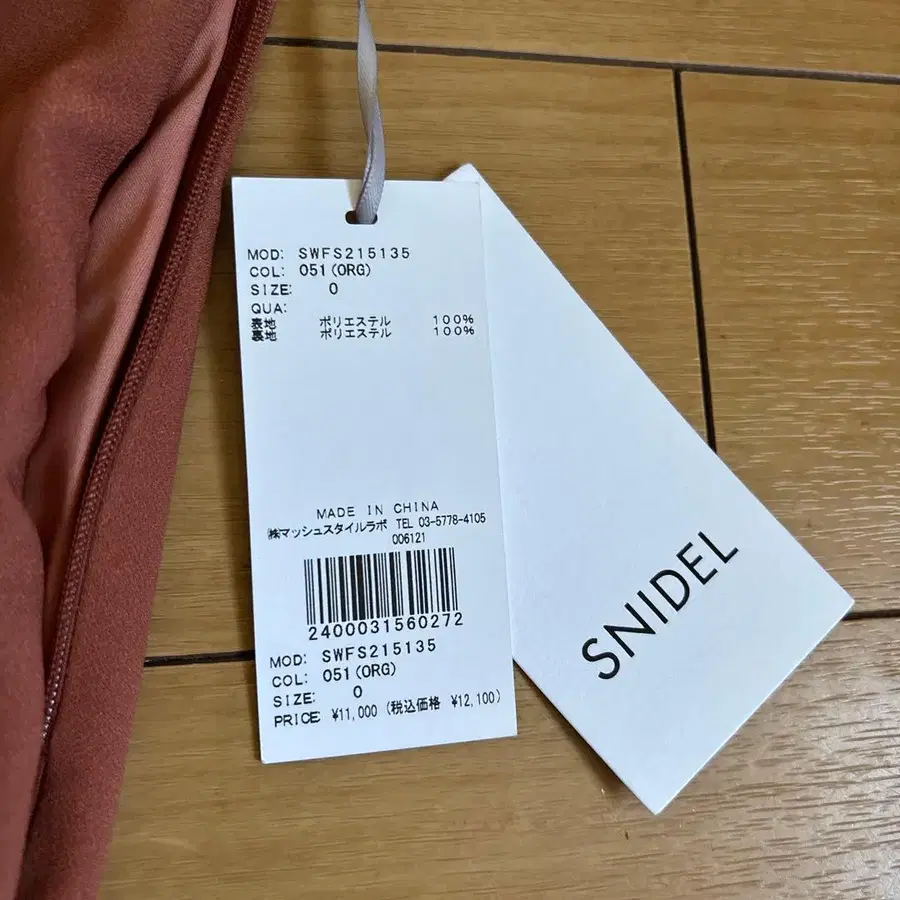 MOD: SWFS215135
COL: 051(ORG)
SIZE: 0
QUA:
表地 ポリエステル 100%
裏地 ポリエステル 100%
MADE IN CHINA
㈱マッシュスタイルラボ TEL 03-5778-4105
006121
2400031560272
MOD: SWFS215135
COL: 051(ORG)
SIZE: 0
PRICE: ¥11,000 (税込価格 ¥12,100)
SNIDEL